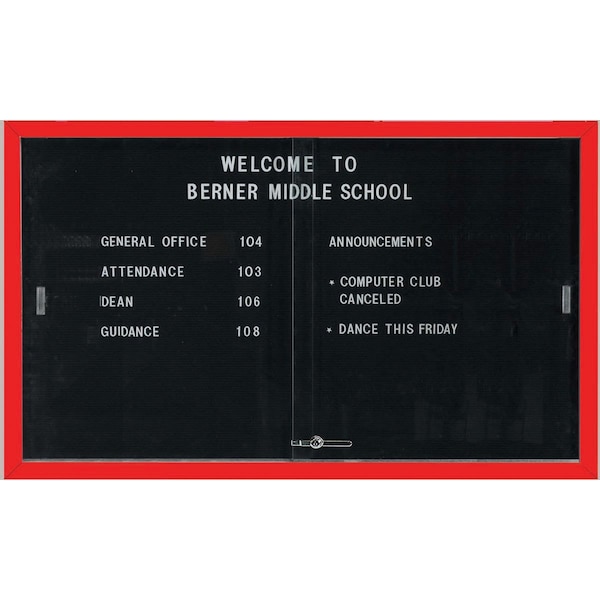 WELCOME TO
BERNER MIDDLE SCHOOL
GENERAL OFFICE 104
ATTENDANCE 103
DEAN 106
GUIDANCE 108
ANNOUNCEMENTS
* COMPUTER CLUB
CANCELED
* DANCE THIS FRIDAY